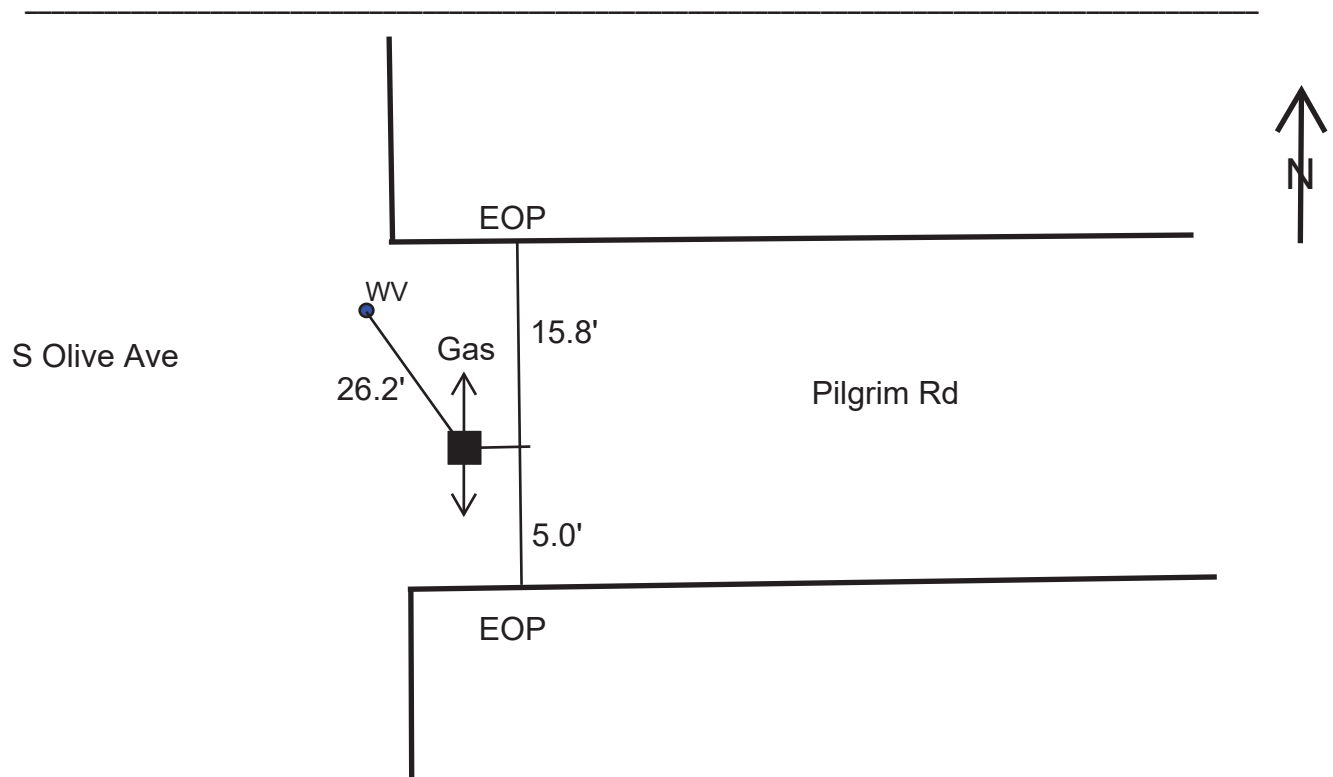 N
EOP
WV
15.8'
S Olive Ave
Gas
26.2'
Pilgrim Rd
5.0'
EOP